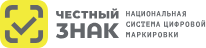 ЧЕСТНЫЙ
ЗНАК
НАЦИОНАЛЬНАЯ
СИСТЕМА ЦИФРОВОЙ
МАРКИРОВКИ